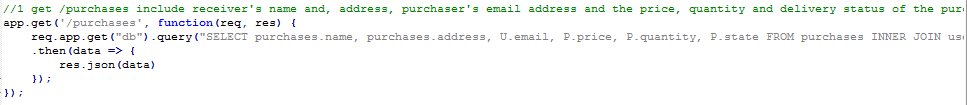 //1 get /purchases include receiver's name and, address, purchaser's email address and the price, quantity and delivery status of the
app.get('/purchases', function(req, res) {
req.app.get("db").query("SELECT purchases.name, purchases.address, U.email, P.price, P.quantity, P.state FROM purchases INNER JOIN
.then(data => {
res.json(data)
});
});